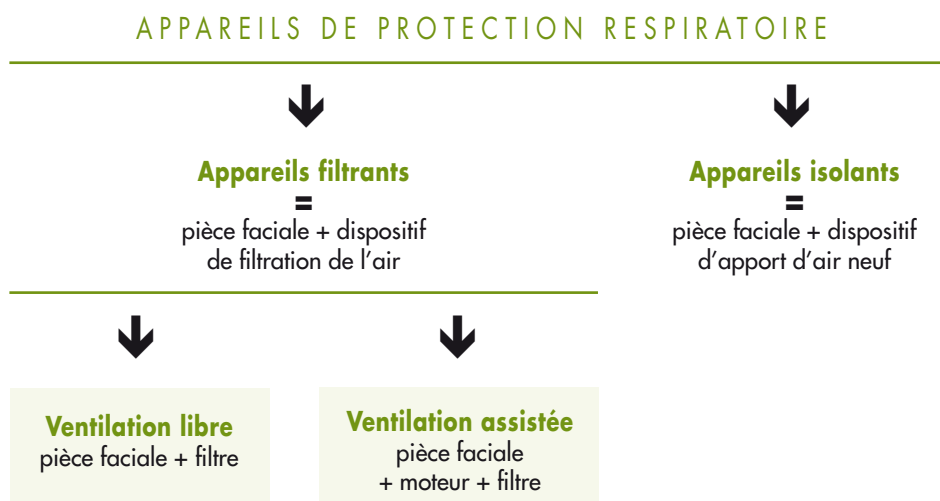 APPAREILS DE PROTECTION RESPIRATOIRE
Appareils filtrants
=
pièce faciale + dispositif
de filtration de l'air
Appareils isolants
=
pièce faciale + dispositif
d'apport d'air neuf
Ventilation libre
pièce faciale + filtre
Ventilation assistée
pièce faciale
+ moteur + filtre